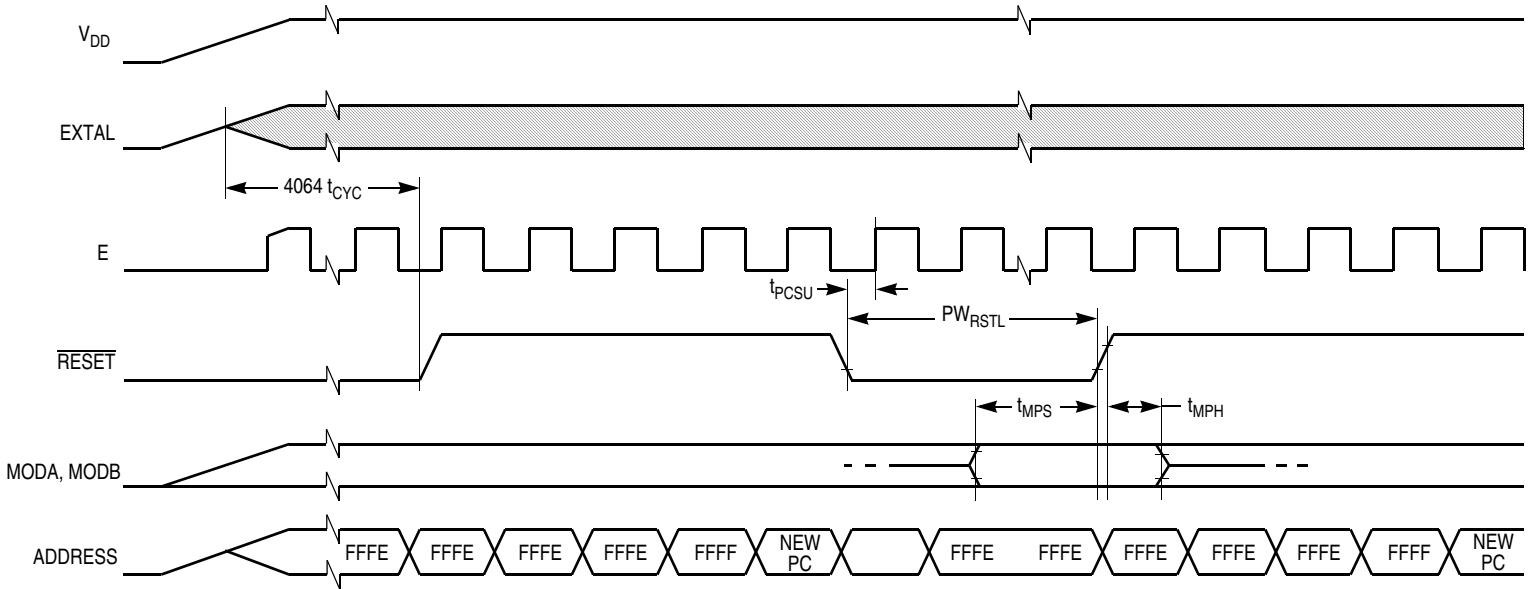 VDD
EXTAL
4064 tCYC
E
tPCSU
PWRSTL
RESET
tMPS
tMPH
MODA, MODB
ADDRESS
FFFE FFFE FFFE FFFE FFFF NEW PC FFFE FFFE FFFE FFFE FFFE FFFF NEW PC